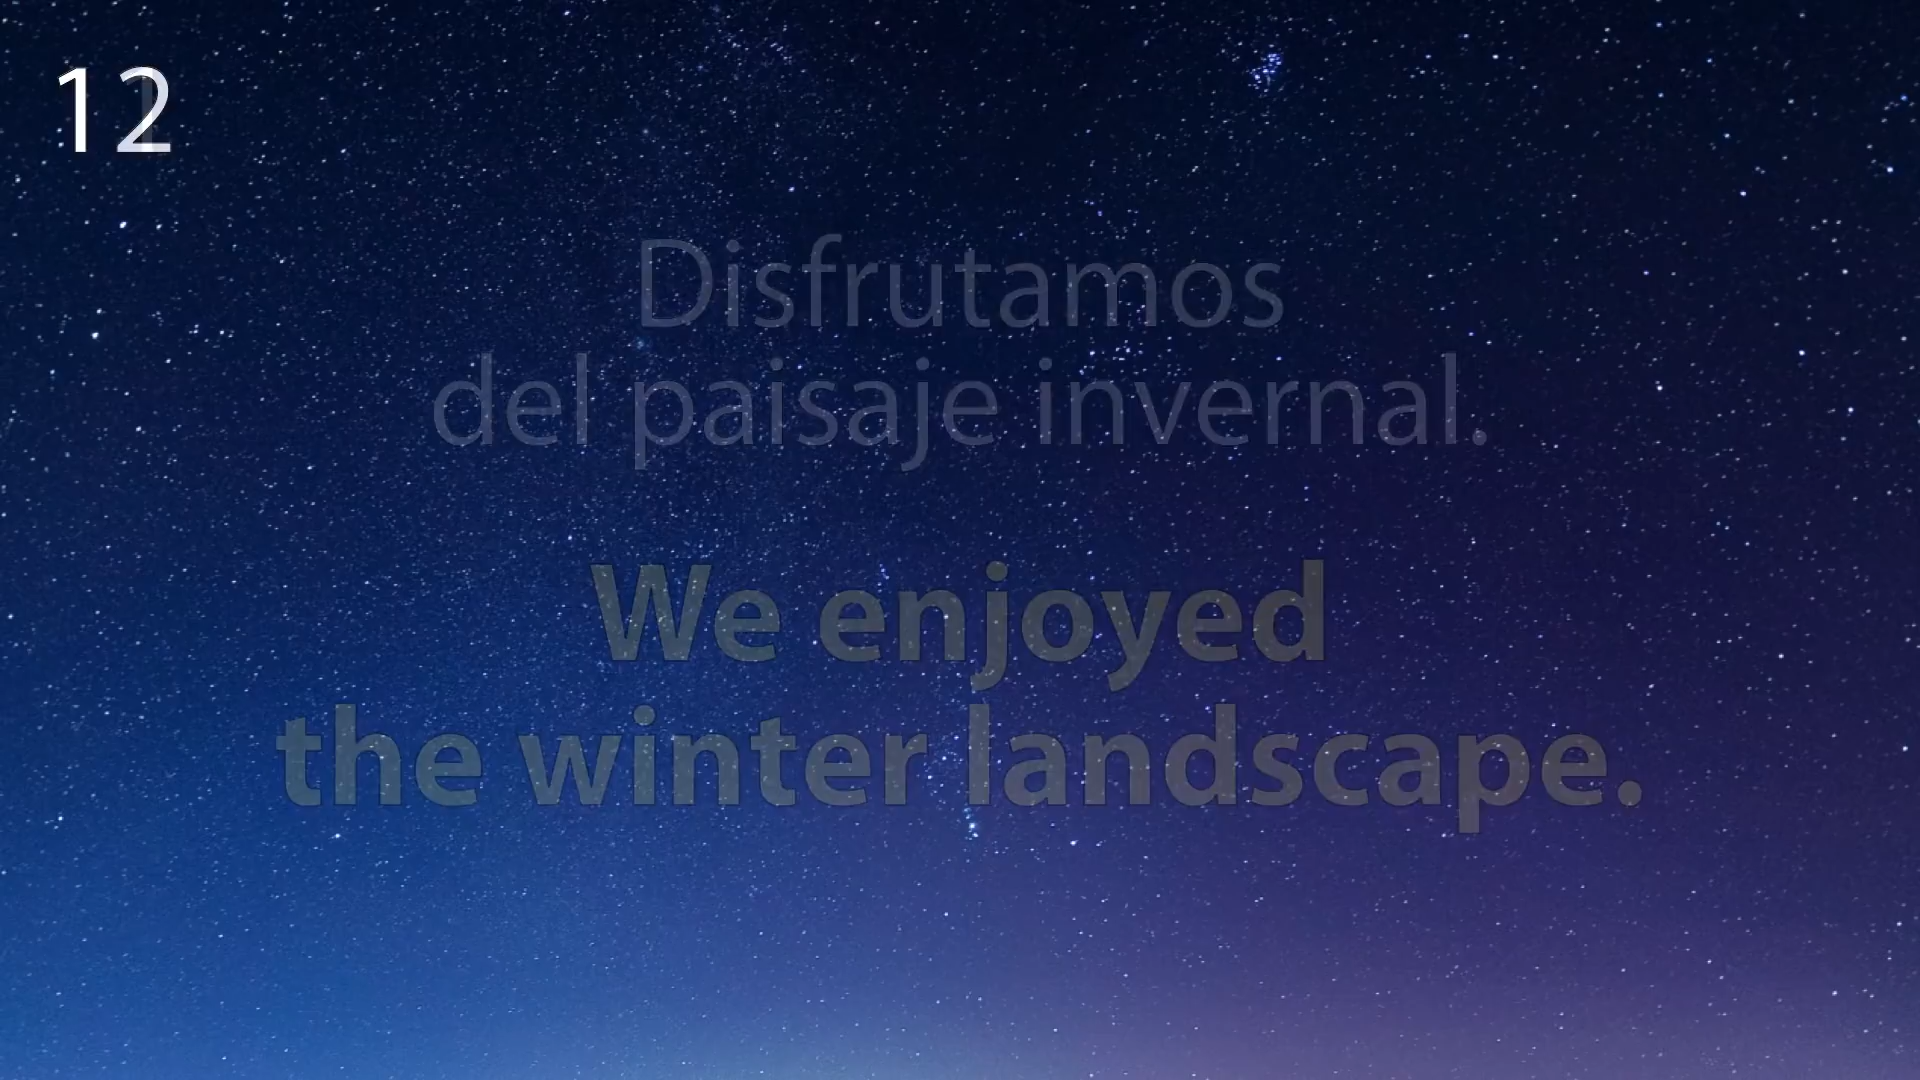 12
Disfrutamos
del paisaje invernal.
We enjoyed
the winter landscape.